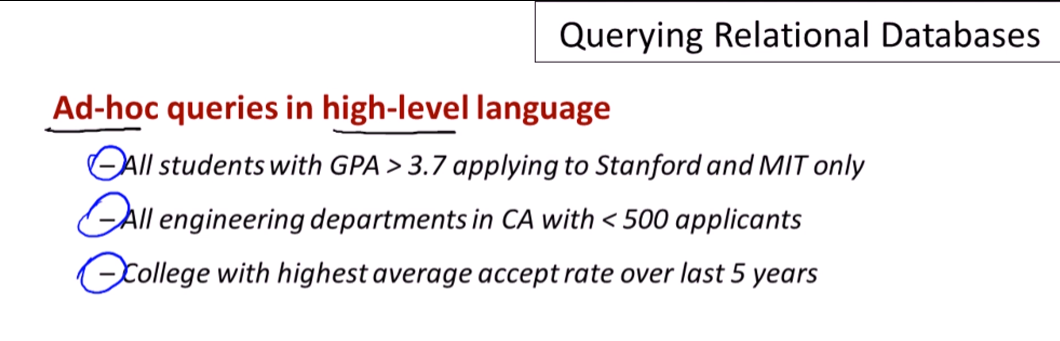 Querying Relational Databases
Ad-hoc queries in high-level language
– All students with GPA > 3.7 applying to Stanford and MIT only
– All engineering departments in CA with < 500 applicants
– College with highest average accept rate over last 5 years